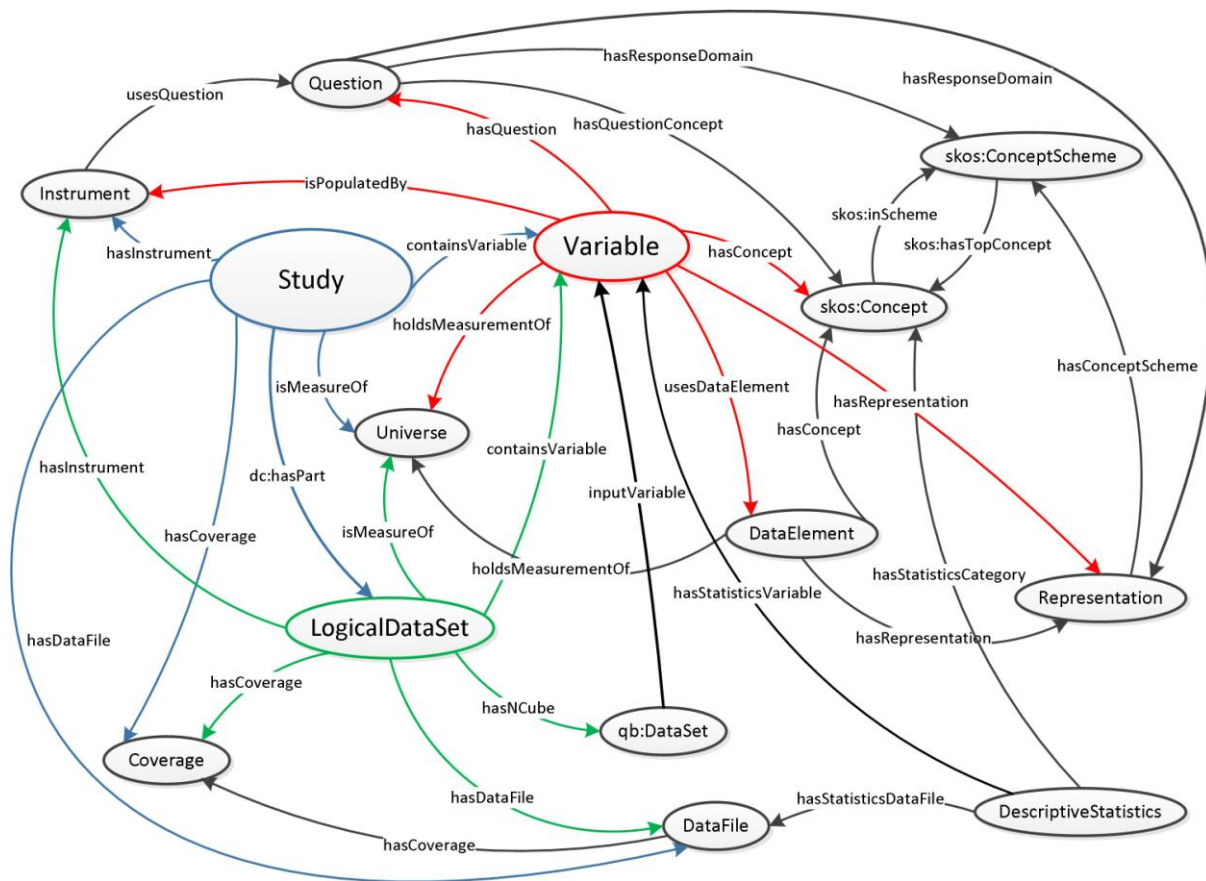 hasResponseDomain
Question
hasResponseDomain
usesQuestion
hasQuestion
hasQuestionConcept
skos:ConceptScheme
Instrument
isPopulatedBy
skos:inScheme
hasInstrument
containsVariable
Variable
hasConcept
skos:hasTopConcept
Study
skos:Concept
holdsMeasurementOf
hasConceptScheme
isMeasureOf
usesDataElement
hasRepresentation
Universe
hasConcept
hasInstrument
dc:hasPart
containsVariable
inputVariable
hasCoverage
isMeasureOf
DataElement
holdsMeasurementOf
hasStatisticsVariable
hasStatisticsCategory
Representation
LogicalDataSet
hasDataFile
hasRepresentation
hasCoverage
hasNCube
qb:DataSet
Coverage
hasDataFile
hasStatisticsDataFile
DescriptiveStatistics
DataFile
hasCoverage